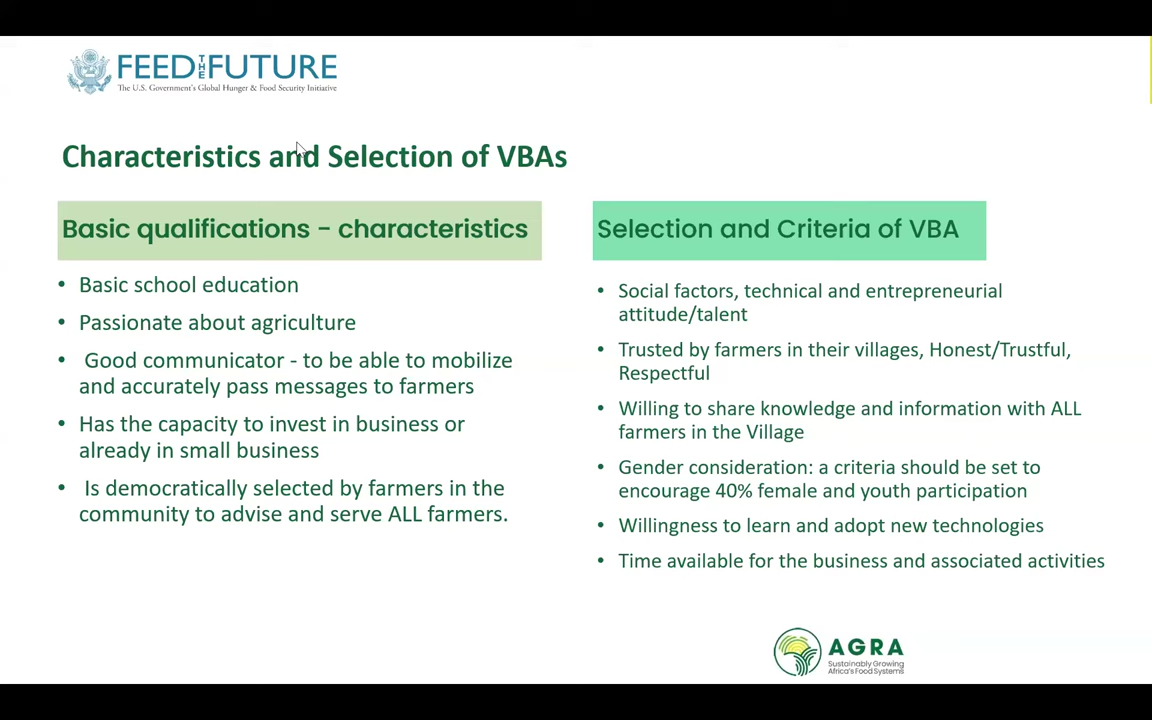 FEED THE FUTURE
The U.S. Government's Global Hunger & Food Security Initiative
Characteristics and Selection of VBAs
Basic qualifications - characteristics
• Basic school education
• Passionate about agriculture
• Good communicator - to be able to mobilize
and accurately pass messages to farmers
• Has the capacity to invest in business or
already in small business
• Is democratically selected by farmers in the
community to advise and serve ALL farmers.
Selection and Criteria of VBA
• Social factors, technical and entrepreneurial
attitude/talent
• Trusted by farmers in their villages, Honest/Trustful,
Respectful
• Willing to share knowledge and information with ALL
farmers in the Village
• Gender consideration: a criteria should be set to
encourage 40% female and youth participation
• Willingness to learn and adopt new technologies
• Time available for the business and associated activities
AGRA
Sustainably Growing
Africa's Food Systems